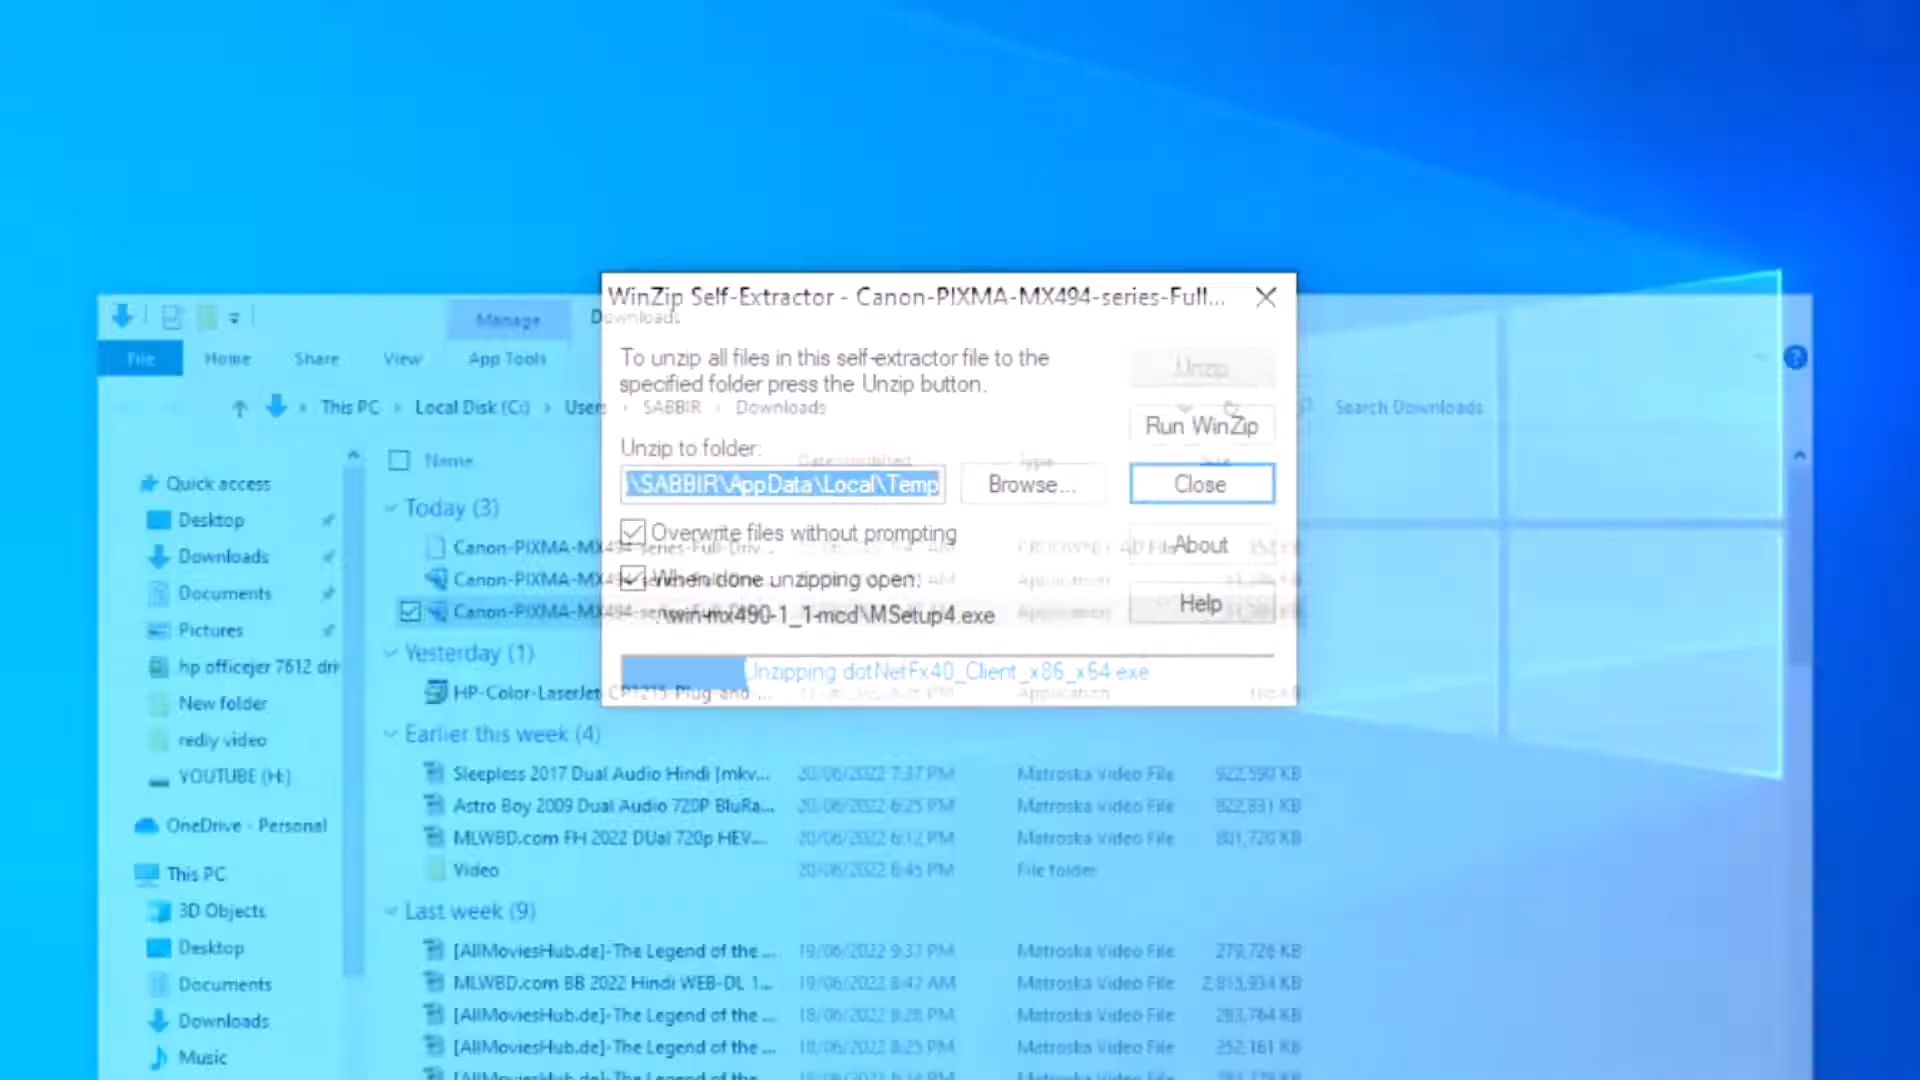 WinZip Self-Extractor - Canon-PIXMA-MX494-series-Full...
Manage
Downloads
File
Home
Share
View
App Tools
To unzip all files in this self-extractor file to the
specified folder press the Unzip button.
Unzip
Run WinZip
This PC > Local Disk (C:) > Users > SABBIR > Downloads
Search Downloads
Unzip to folder:
\SABBIR\AppData\Local\Temp
Browse...
Close
Overwrite files without prompting
About
When done unzipping open:
.\win-mx490-1_1-mcd\MSetup4.exe
Help
Unzipping dotNetFx40_Client_x86_x64.exe
Quick access
Desktop
Downloads
Documents
Pictures
hp officejer 7612 dri
New folder
rediy video
YOUTUBE (H:)
OneDrive - Personal
This PC
3D Objects
Desktop
Documents
Downloads
Music
Name
Date modified
Type
Size
Today (3)
Canon-PIXMA-MX494-series-Full-Driv...
Canon-PIXMA-MX494
Application
Canon-PIXMA-MX494-series
Application
Yesterday (1)
HP-Color-LaserJet-CP1215-Plug-and-...
Application
Earlier this week (4)
Sleepless 2017 Dual Audio Hindi [mkv... 20/06/2022 7:37 PM Matroska Video File 922,590 KB
Astro Boy 2009 Dual Audio 720P BluRa... 20/06/2022 6:25 PM Matroska Video File 822,831 KB
MLWBD.com FH 2022 DUal 720p HEV... 20/06/2022 6:12 PM Matroska Video File 801,720 KB
Video 20/06/2022 8:45 PM File folder
Last week (9)
[AllMoviesHub.de]-The Legend of the ... 19/06/2022 9:37 PM Matroska Video File 279,726 KB
MLWBD.com BB 2022 Hindi WEB-DL 1... 19/06/2022 8:47 AM Matroska Video File 2,815,934 KB
[AllMoviesHub.de]-The Legend of the ... 18/06/2022 8:28 PM Matroska Video File 283,764 KB
[AllMoviesHub.de]-The Legend of the ... 18/06/2022 8:25 PM Matroska Video File 252,161 KB
[AllMoviesHub.de]-The Legend of the